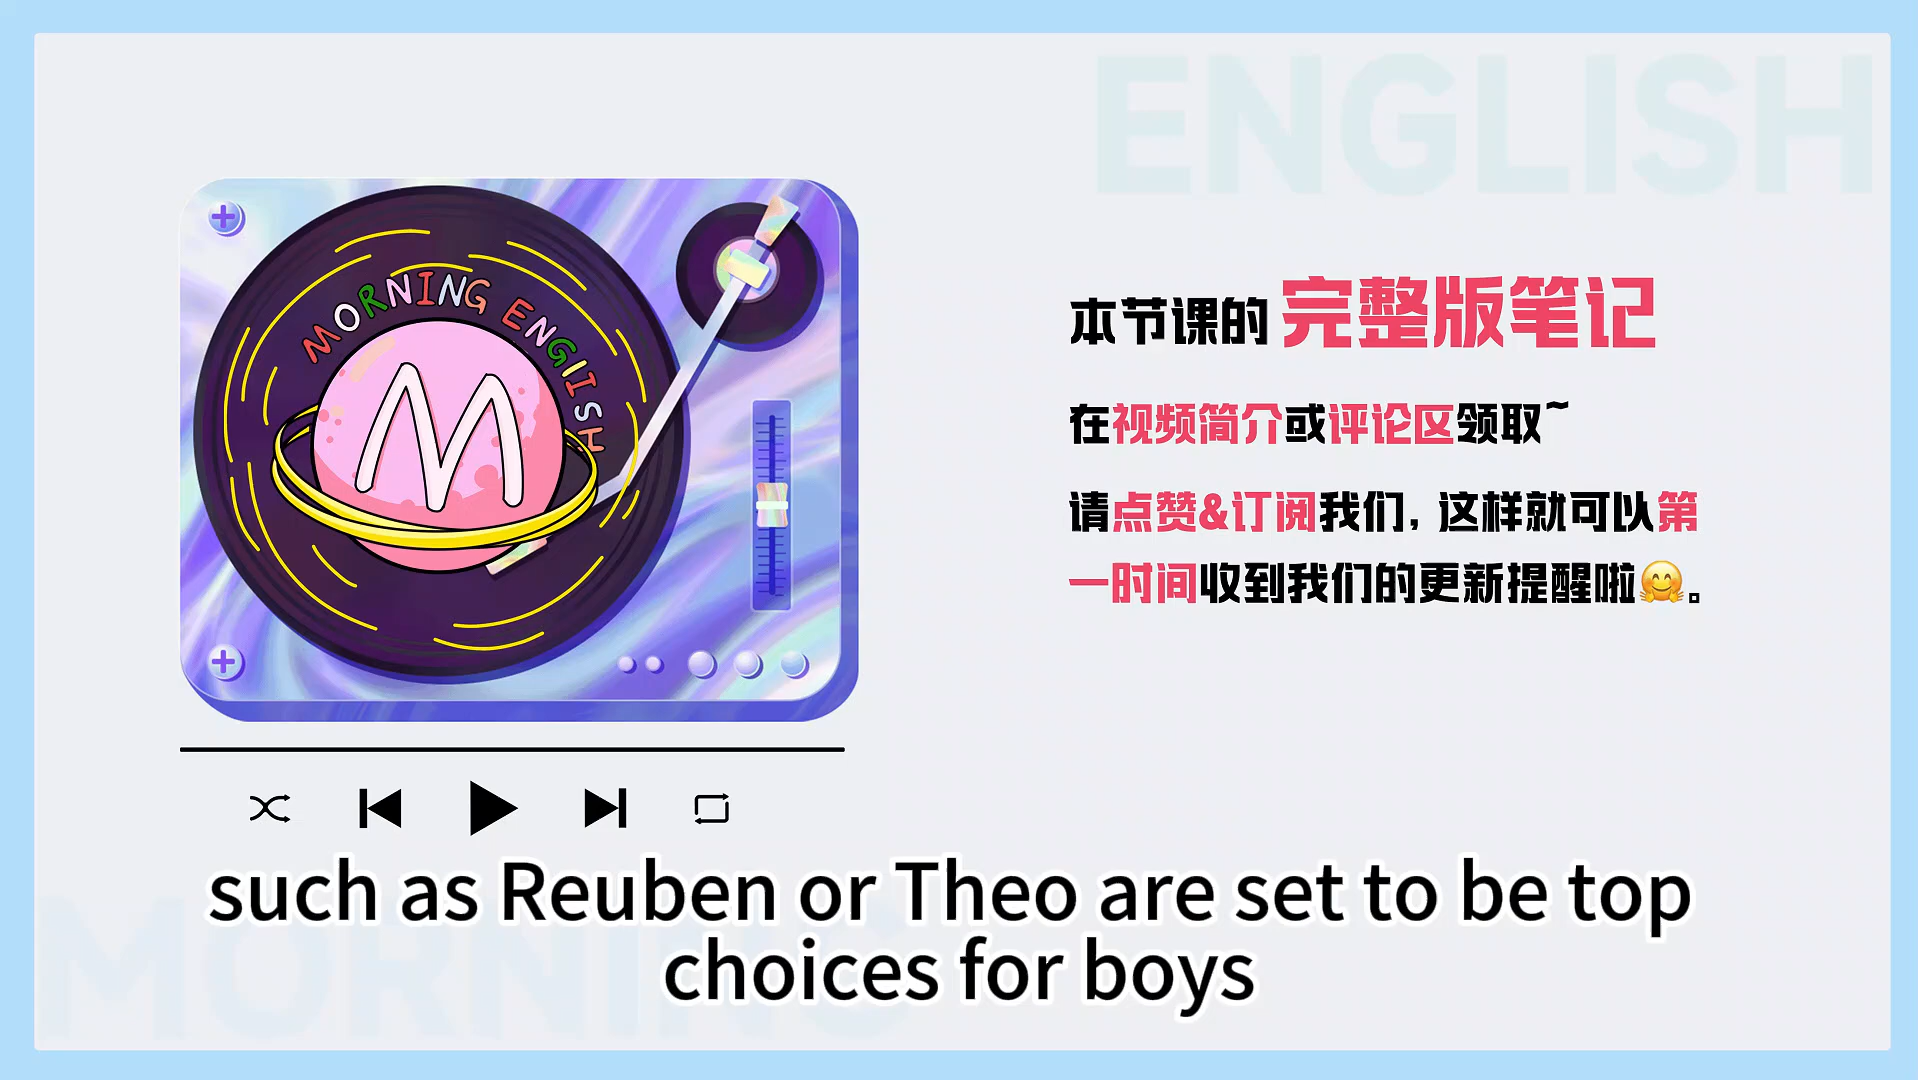 ENGLISH
MORNING ENGLISH
M
本节课的 完整版笔记
在视频简介或评论区领取~
请点赞&订阅我们, 这样就可以第
一时间收到我们的更新提醒啦🤗。
MORNING
such as Reuben or Theo are set to be top
choices for boys